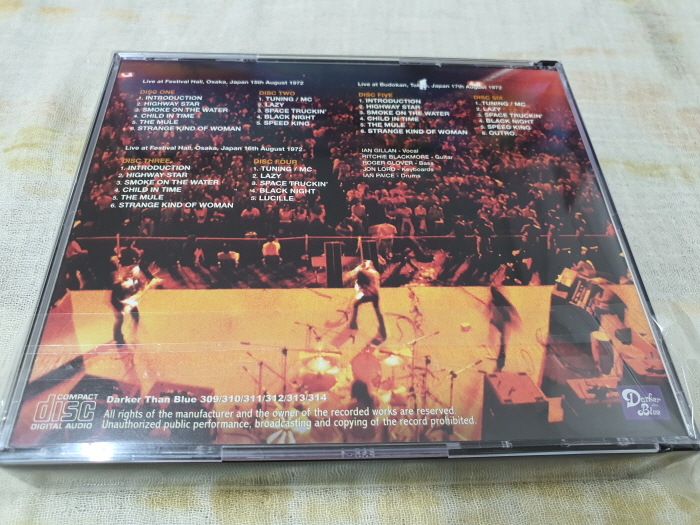 Live at Festival Hall, Osaka, Japan 15th August 1972
DISC ONE
1. INTRODUCTION
2. HIGHWAY STAR
3. SMOKE ON THE WATER
4. CHILD IN TIME
5. THE MULE
6. STRANGE KIND OF WOMAN
DISC TWO
1. TUNING / MC
2. LAZY
3. SPACE TRUCKIN'
4. BLACK NIGHT
5. SPEED KING
Live at Festival Hall, Osaka, Japan 16th August 1972
DISC THREE
1. INTRODUCTION
2. HIGHWAY STAR
3. SMOKE ON THE WATER
4. CHILD IN TIME
5. THE MULE
6. STRANGE KIND OF WOMAN
DISC FOUR
1. TUNING / MC
2. LAZY
3. SPACE TRUCKIN'
4. BLACK NIGHT
5. LUCILLE
Live at Budokan, Tokyo, Japan 17th August 1972
DISC FIVE
1. INTRODUCTION
2. HIGHWAY STAR
3. SMOKE ON THE WATER
4. CHILD IN TIME
5. THE MULE
6. STRANGE KIND OF WOMAN
DISC SIX
1. TUNING / MC
2. LAZY
3. SPACE TRUCKIN'
4. BLACK NIGHT
5. SPEED KING
6. OUTRO
IAN GILLAN - Vocal
RITCHIE BLACKMORE - Guitar
ROGER GLOVER - Bass
JON LORD - Keyboards
IAN PAICE - Drums
COMPACT
disc
DIGITAL AUDIO
Darker Than Blue 309/310/311/312/313/314
All rights of the manufacturer and the owner of the recorded works are reserved.
Unauthorized public performance, broadcasting and copying of the record prohibited.
Darker
Blue